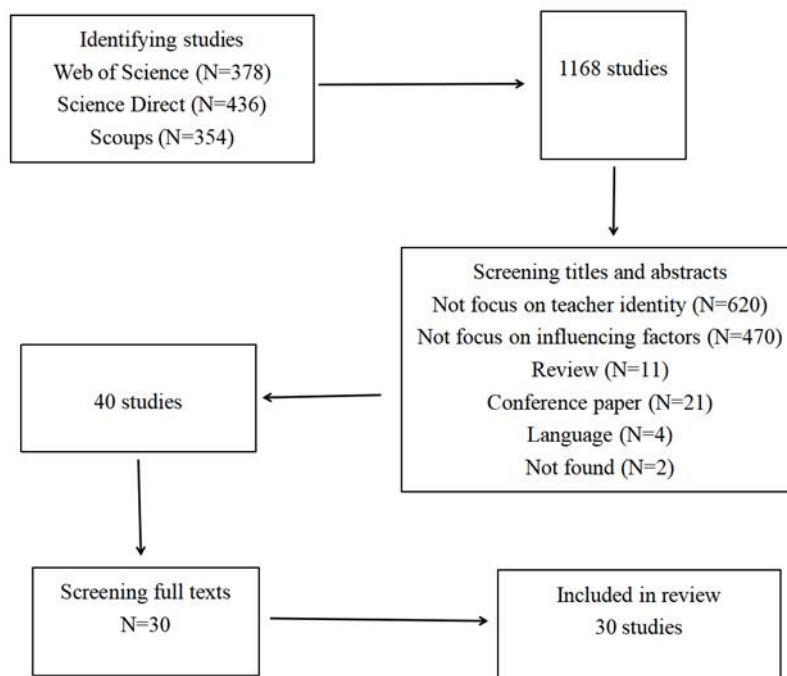 Identifying studies
Web of Science (N=378)
Science Direct (N=436)
Scoups (N=354)
1168 studies
Screening titles and abstracts
Not focus on teacher identity (N=620)
Not focus on influencing factors (N=470)
Review (N=11)
Conference paper (N=21)
Language (N=4)
Not found (N=2)
40 studies
Screening full texts
N=30
Included in review
30 studies